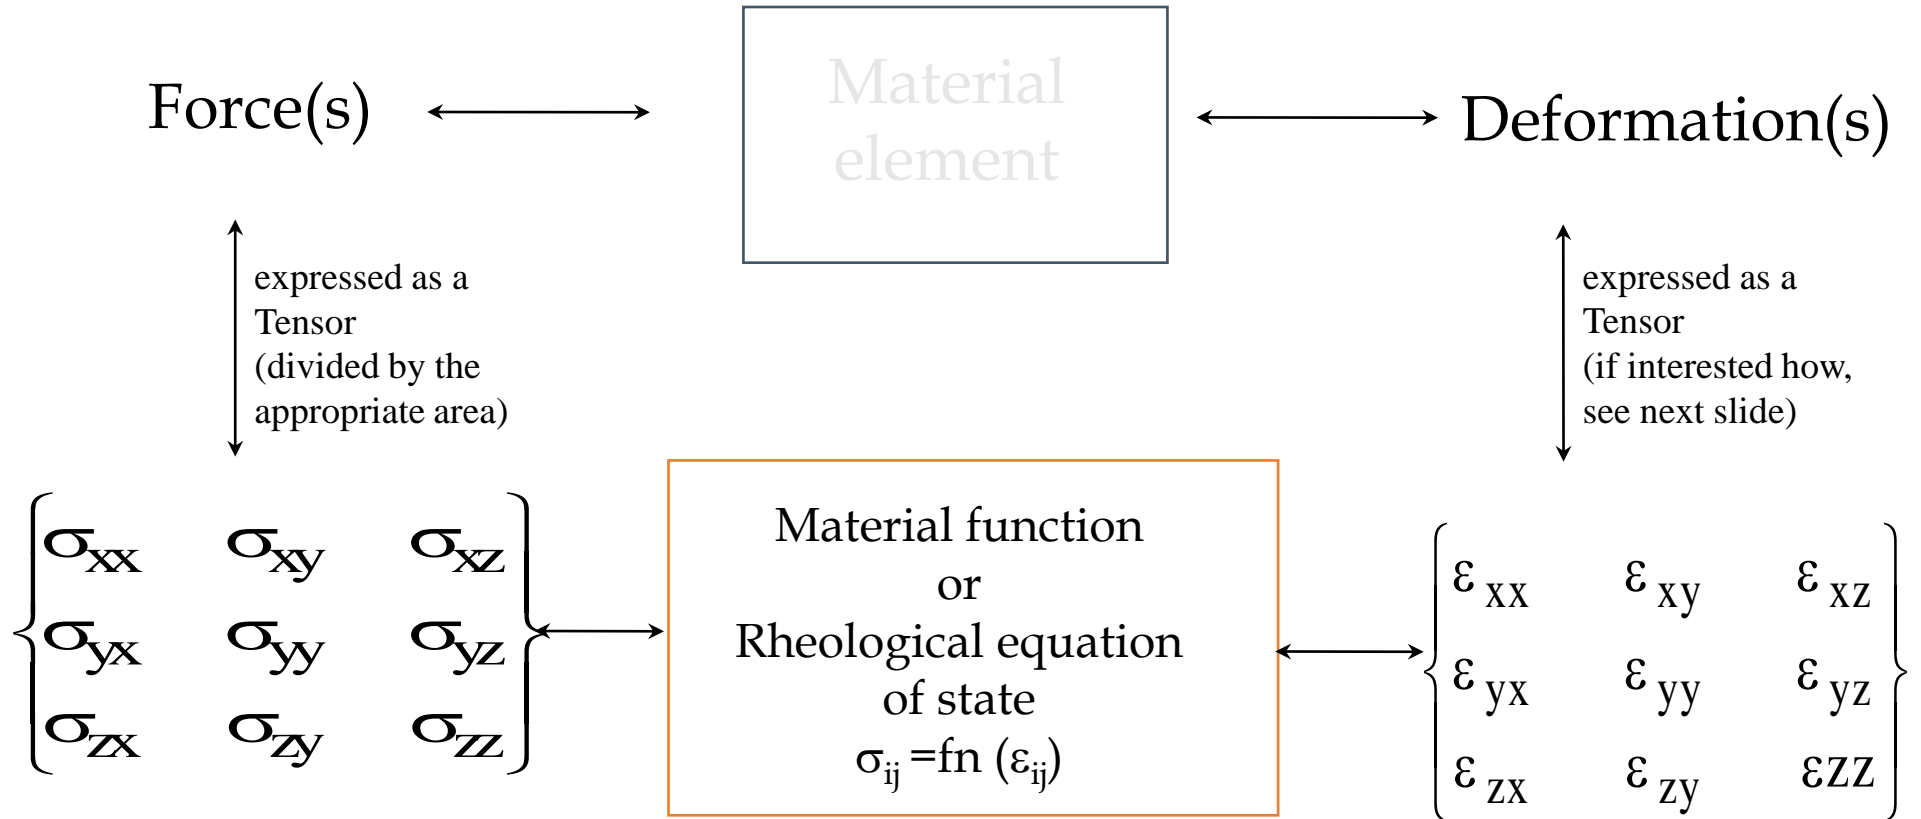 Force(s)
Material
element
Deformation(s)
expressed as a
Tensor
(divided by the
appropriate area)
expressed as a
Tensor
(if interested how,
see next slide)
σxx σxy σxz
σyx σyy σyz
σzx σzy σzz
Material function
or
Rheological equation
of state
σij =fn (εij)
ε xx ε xy ε xz
ε yx ε yy ε yz
ε zx ε zy εzz